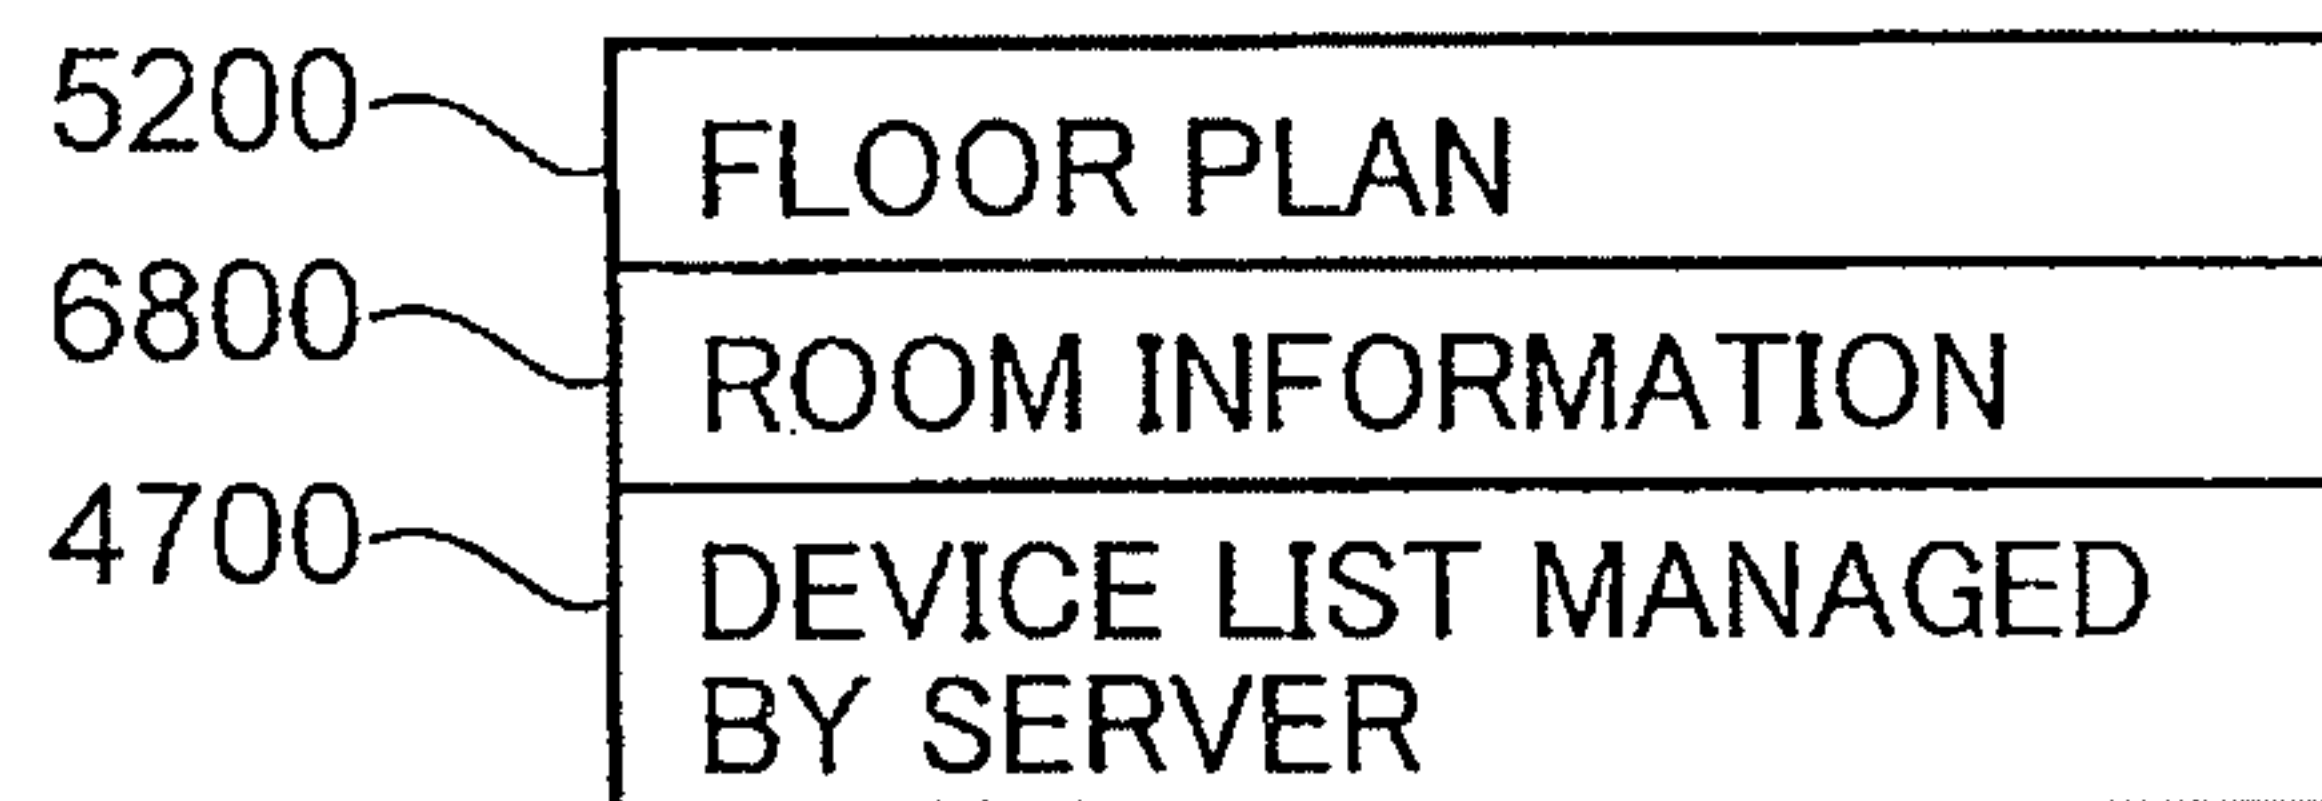 5200 FLOOR PLAN
6800 ROOM INFORMATION
4700 DEVICE LIST MANAGED
BY SERVER